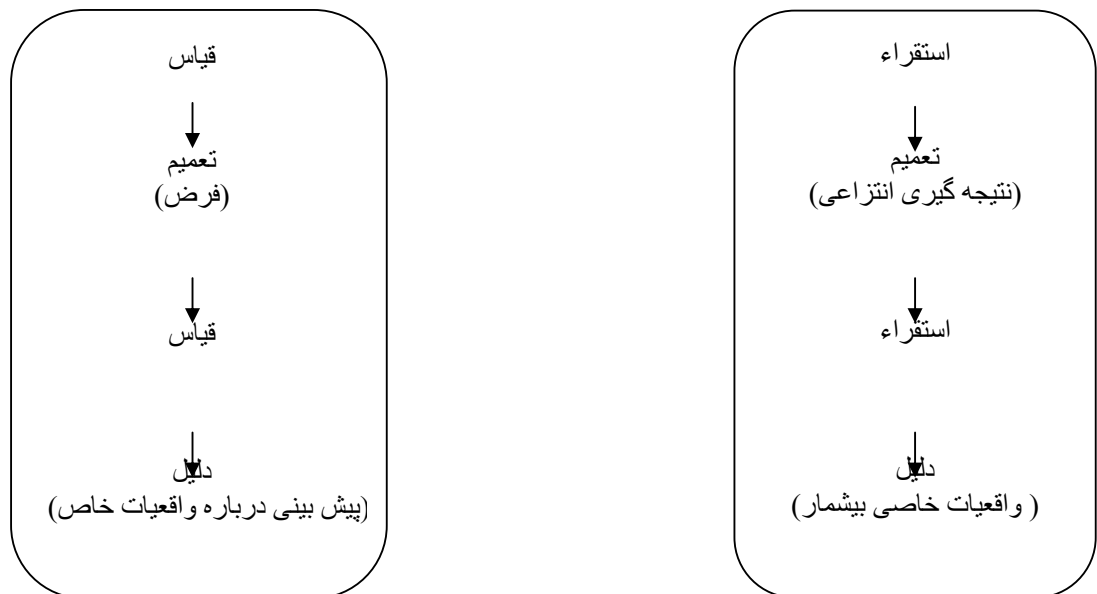 استقراء
تعمیم
(نتیجه گیری انتزاعی)
استقراء
دلیل
( واقعیات خاصی بیشمار)
قیاس
تعمیم
(فرض)
قیاس
دلیل
(پیش بینی درباره واقعیات خاص)